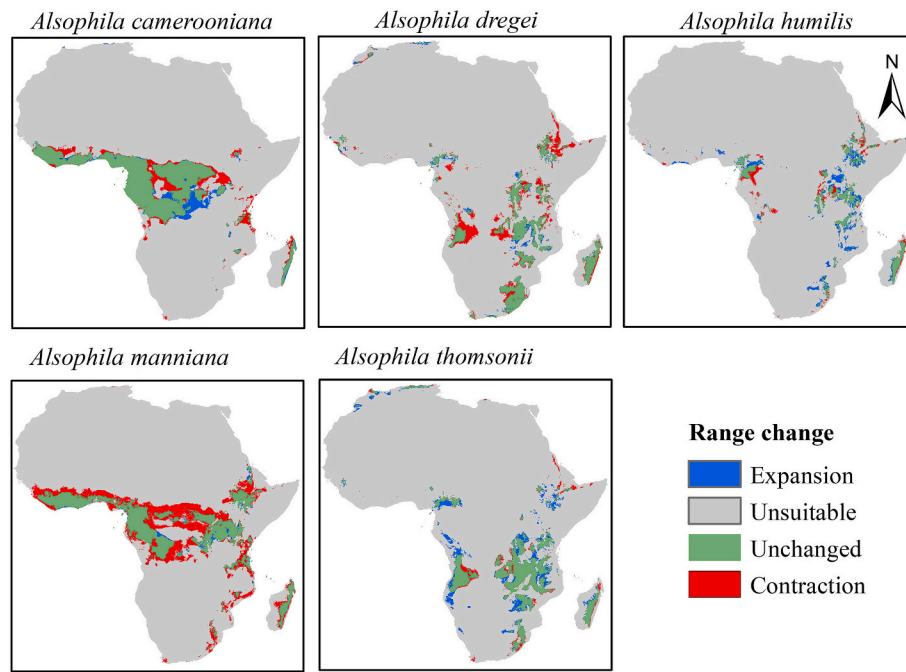 Alsophila camerooniana
Alsophila dregei
Alsophila humilis
N
Alsophila manniana
Alsophila thomsonii
Range change
Expansion
Unsuitable
Unchanged
Contraction